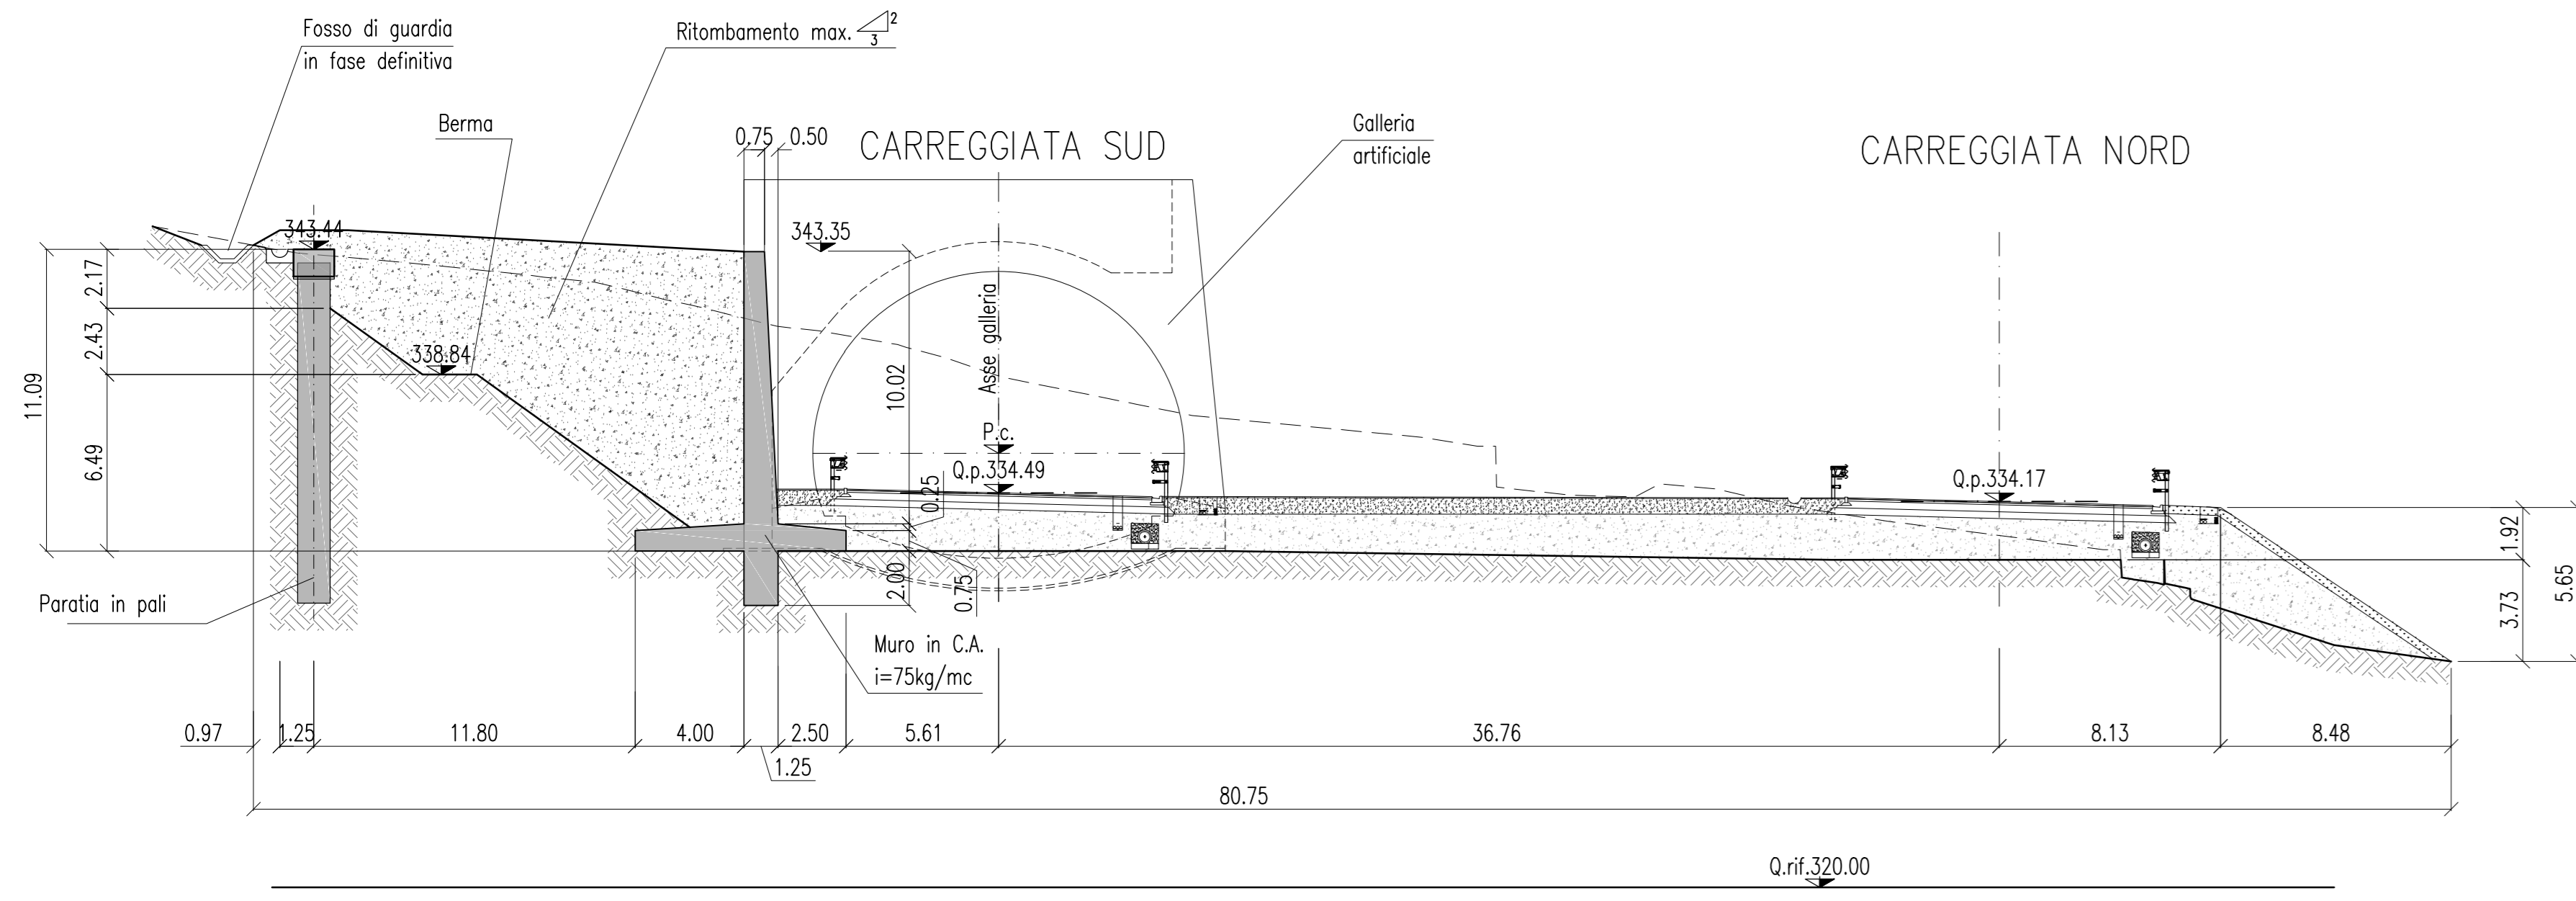 Fosso di guardia
in fase definitiva
Ritombamento max.
2
3
Berma
0.75
0.50
CARREGGIATA SUD
Galleria
artificiale
CARREGGIATA NORD
343.44
343.35
2.17
2.43
338.84
11.09
6.49
Asse galleria
10.02
P.c.
Q.p.334.49
0.25
Q.p.334.17
1.92
5.65
3.73
2.00
0.75
Paratia in pali
Muro in C.A.
i=75kg/mc
0.97
1.25
11.80
4.00
2.50
5.61
36.76
8.13
8.48
1.25
80.75
Q.rif.320.00